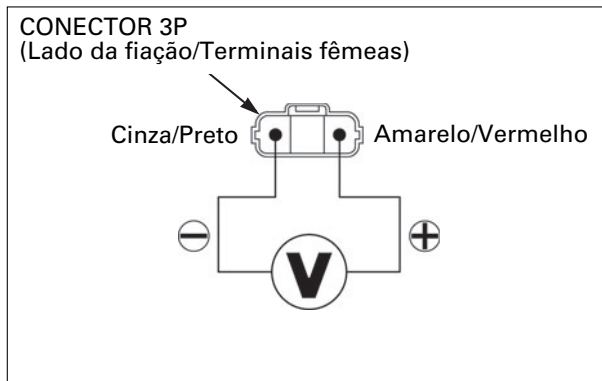 CONECTOR 3P
(Lado da fiação/Terminais fêmeas)
Cinza/Preto
Amarelo/Vermelho
V